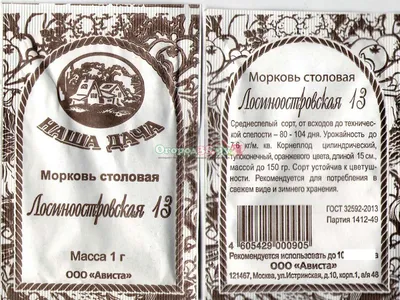 НАША ДАЧА
Морковь столовая
Лосиноостровская 13
Масса 1 г
ООО «Ависта»
Морковь столовая
Лосиноостровская 13
Среднеспелый сорт, от всходов до техничес-
кой спелости – 80 - 104 дня. Урожайность до
7,6 кг/м. кв. Корнеплод цилиндрический,
тупоконечный, оранжевого цвета, длиной 15 см.,
массой до 150 гр. Сорт устойчив к цветуш-
ности. Рекомендуется для потребления в
свежем виде и зимнего хранения.
ГОСТ 32592-2013
Партия 1412-49
4 605429 000905
Рекомендуется использовать до
ООО «Ависта»
121467, Москва, ул.Истринская, д.10, корп.1, а/я 48